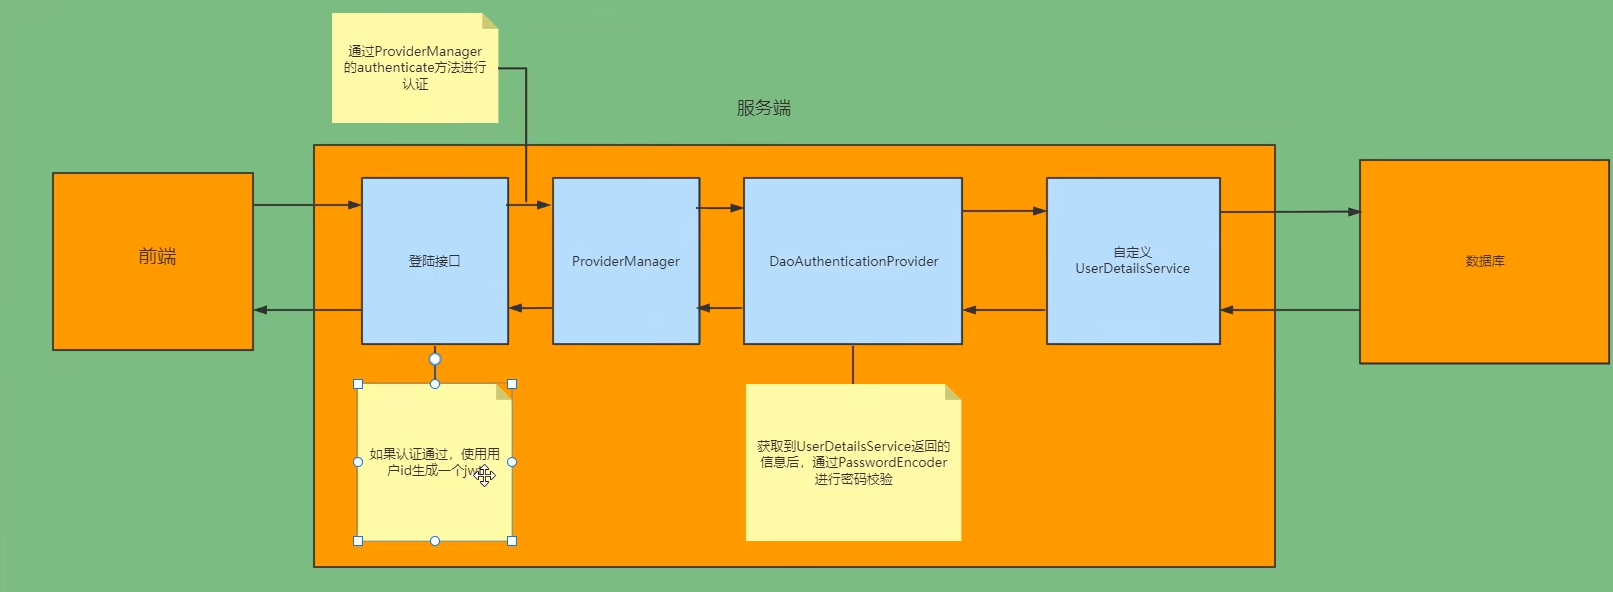 通过ProviderManager
的authenticate方法进行
认证
服务端
前端
登陆接口
ProviderManager
DaoAuthenticationProvider
自定义
UserDetailsService
数据库
如果认证通过，使用用
户id生成一个jwt
获取到UserDetailsService返回的
信息后，通过PasswordEncoder
进行密码校验